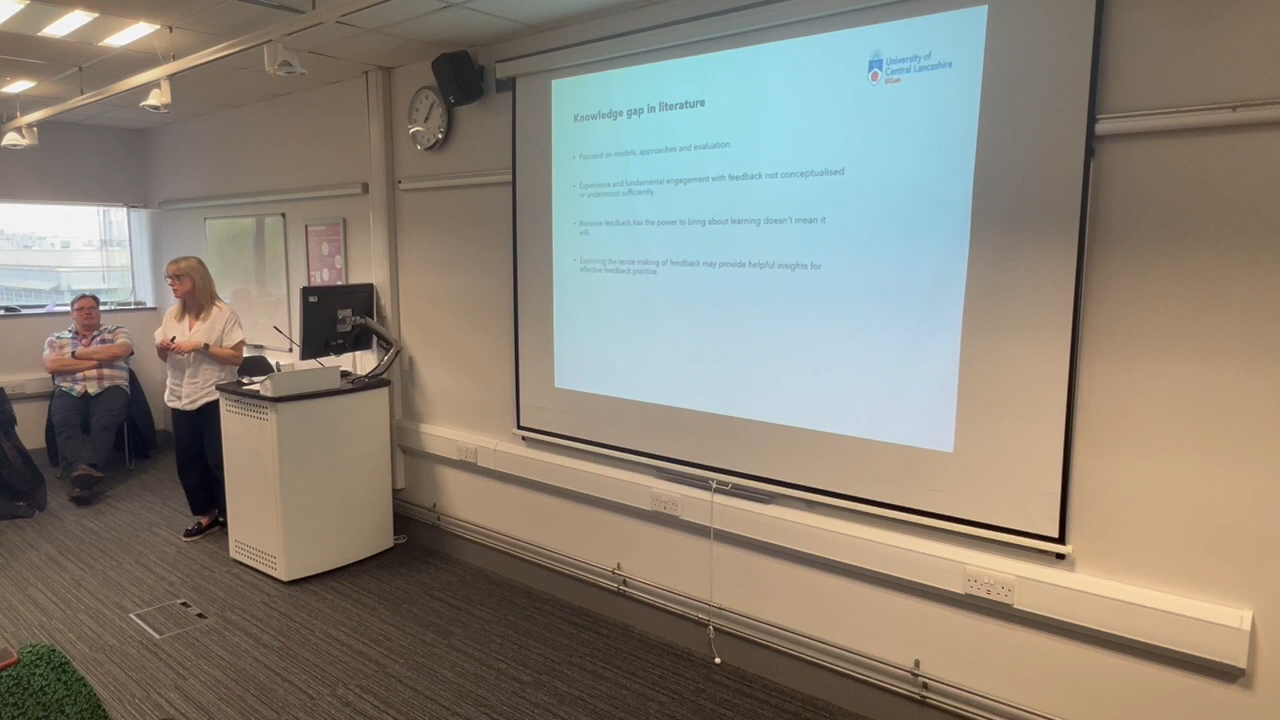 University of
Central Lancashire
UCLan
Knowledge gap in literature
• Focused on models, approaches and evaluation.
• Experience and fundamental engagement with feedback not conceptualised
or understood sufficiently.
• Because feedback has the power to bring about learning doesn't mean it
will.
• Exploring the sense making of feedback may provide helpful insights for
effective feedback practice.